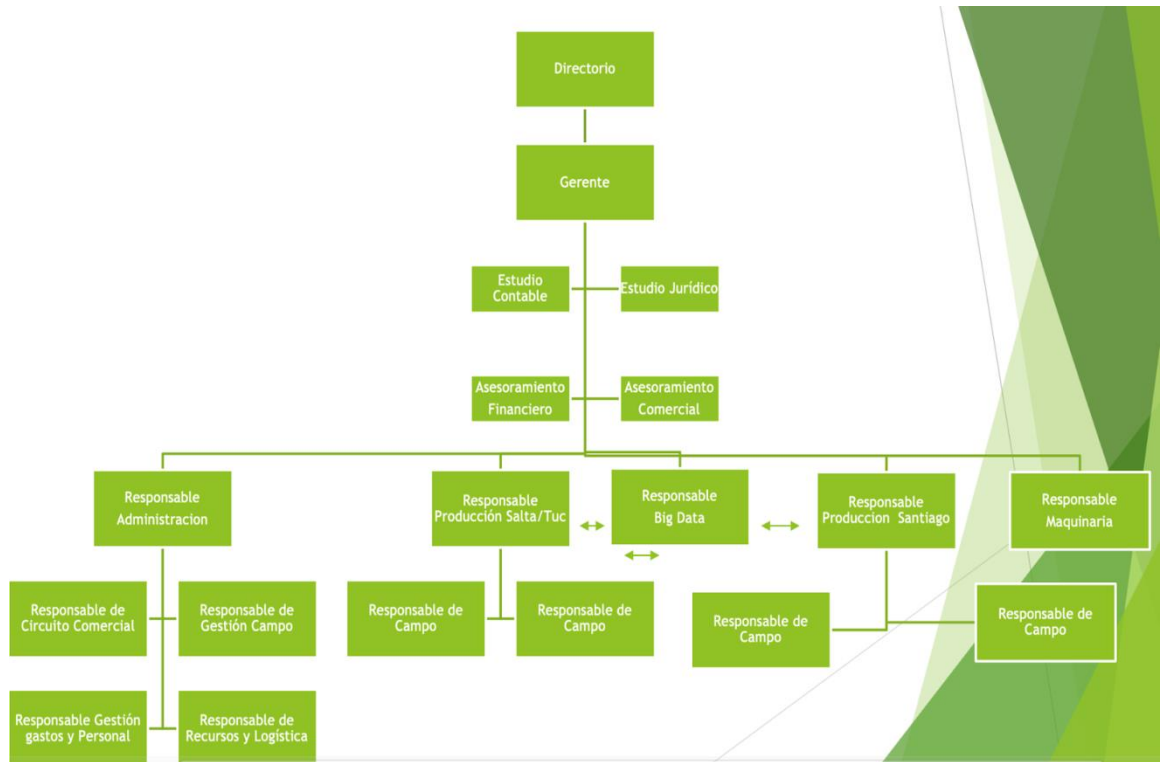 Directorio
Gerente
Estudio
Contable
Estudio Jurídico
Asesoramiento
Financiero
Asesoramiento
Comercial
Responsable
Administracion
Responsable
Producción Salta/Tuc
Responsable
Big Data
Responsable
Produccion Santiago
Responsable
Maquinaria
Responsable de
Circuito Comercial
Responsable de
Gestión Campo
Responsable de
Campo
Responsable de
Campo
Responsable de
Campo
Responsable de
Campo
Responsable Gestión
gastos y Personal
Responsable de
Recursos y Logística